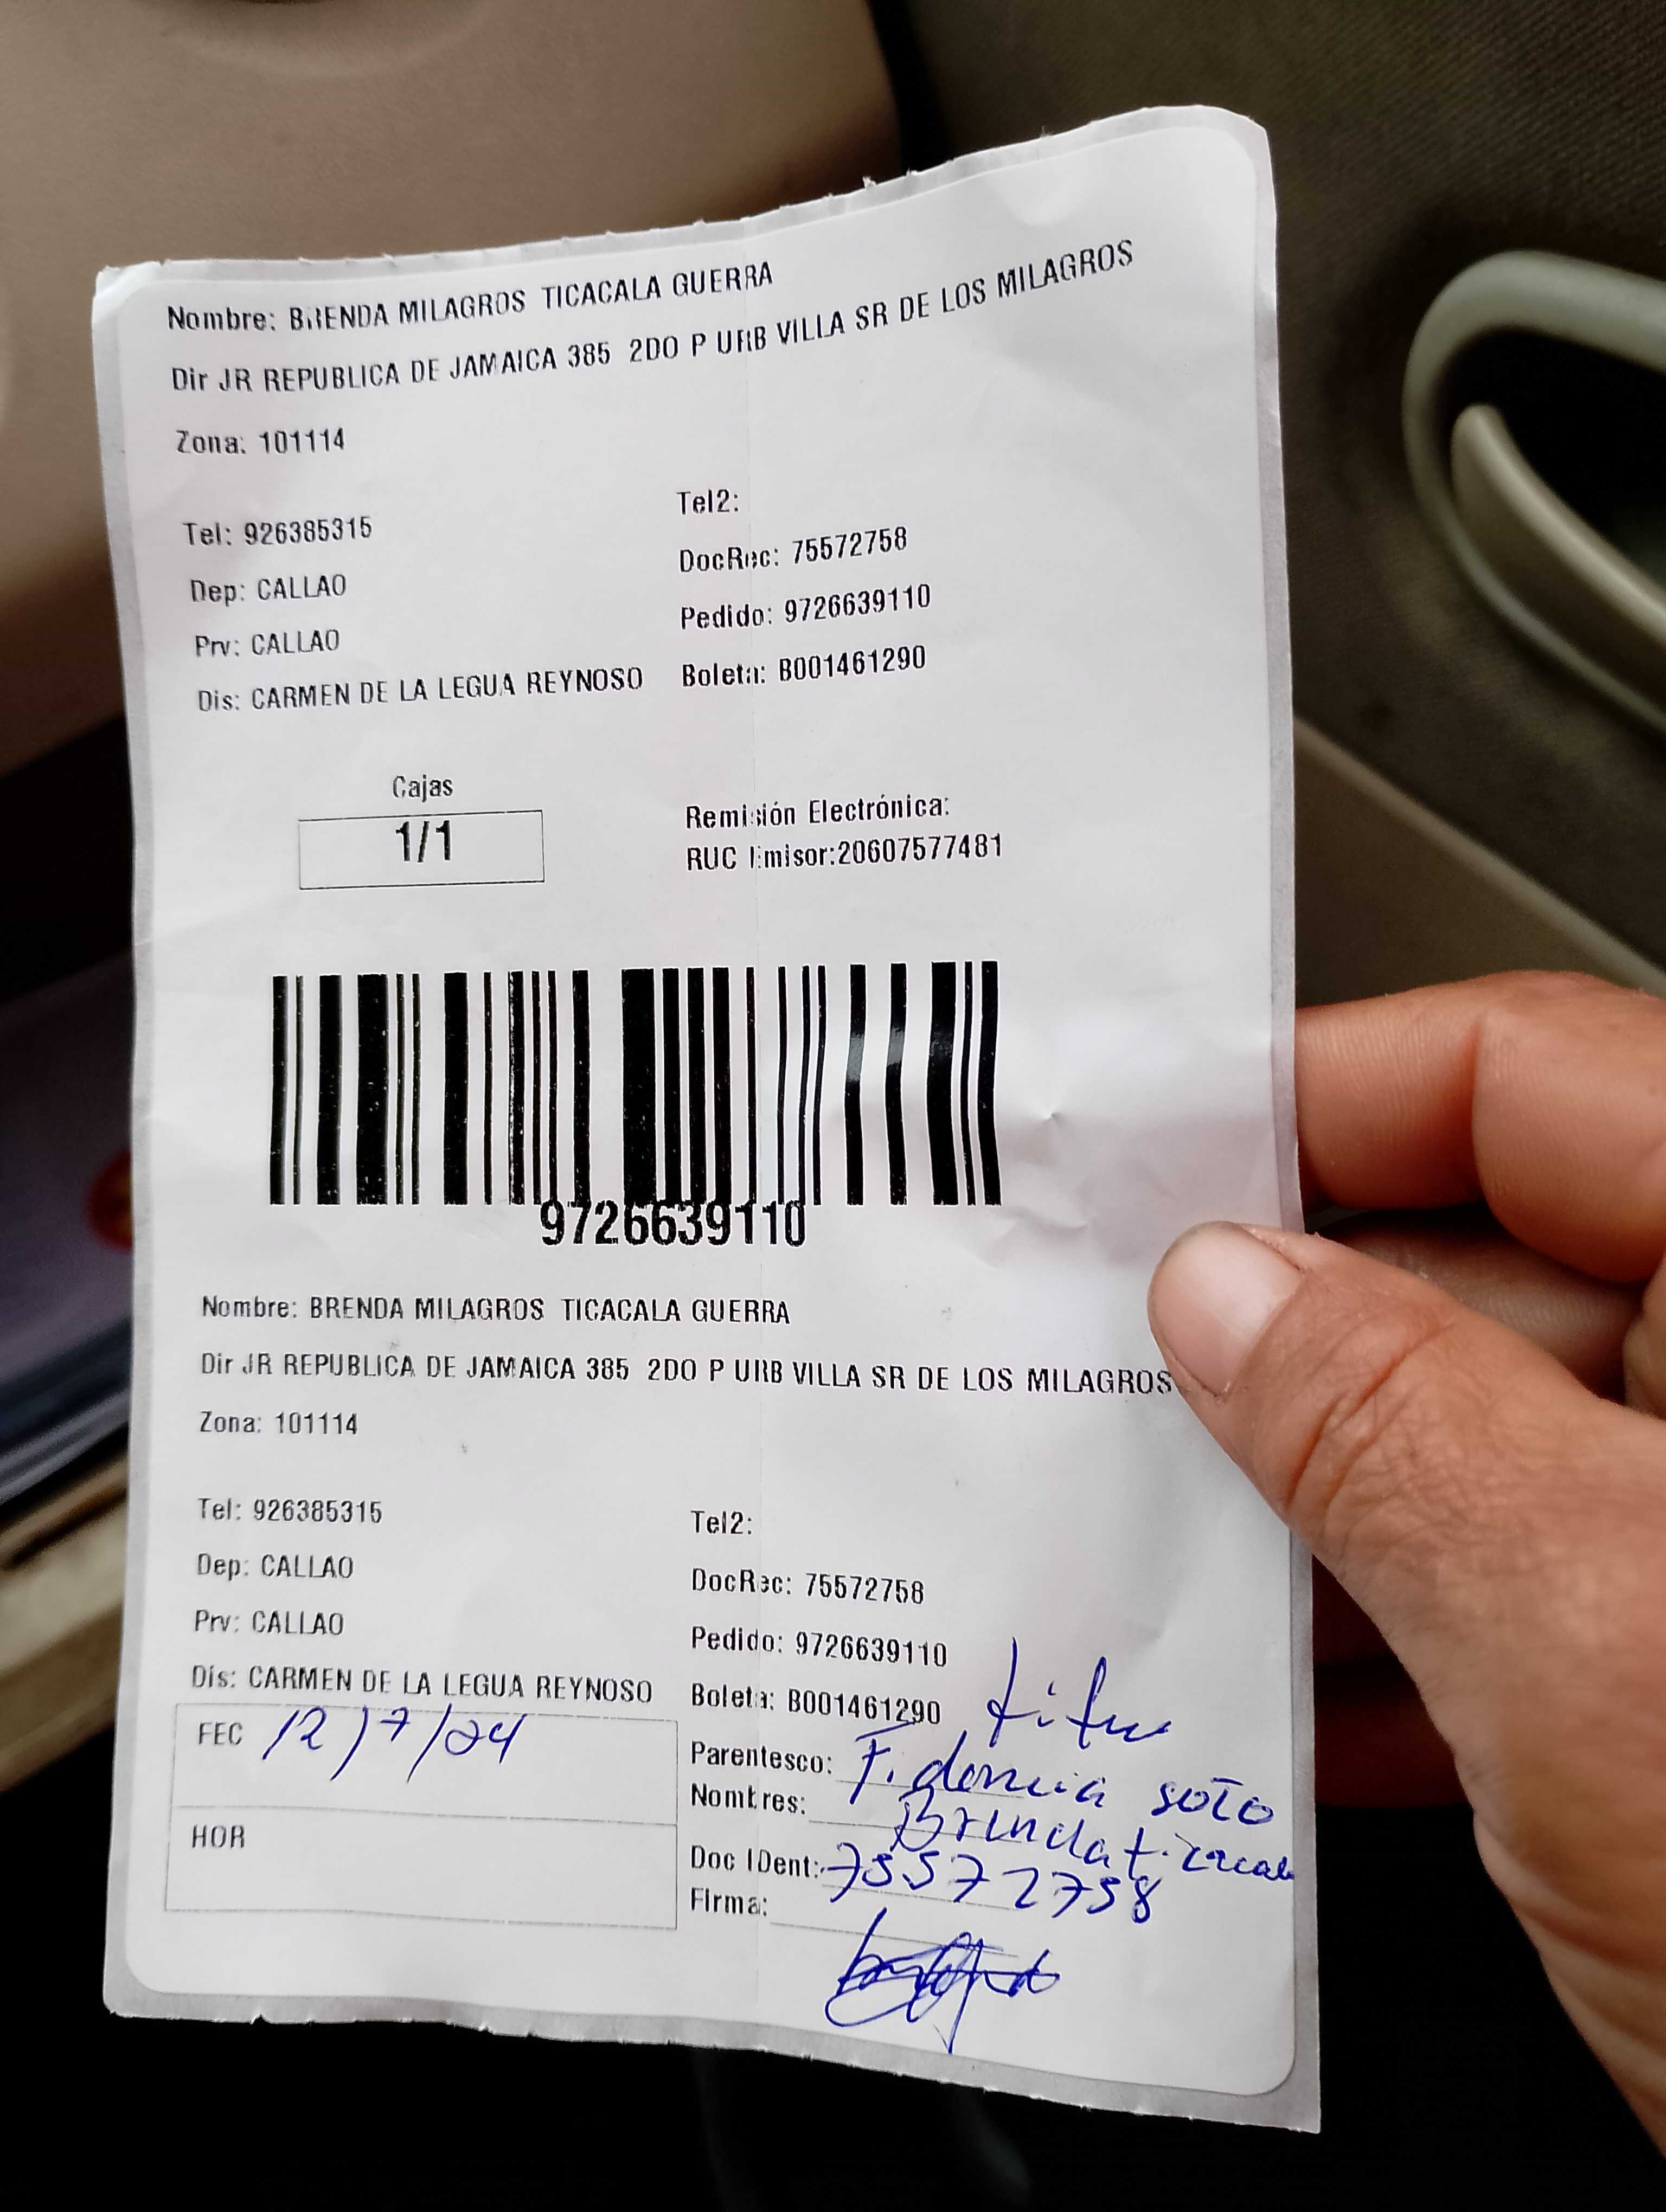 Nombre: BRENDA MILAGROS TICACALA GUERRA
Dir JR REPUBLICA DE JAMAICA 385 2DO P URB VILLA SR DE LOS MILAGROS
Zona: 101114
Tel: 926385315
Tel2:
Dep: CALLAO
DocRec: 75572758
Prv: CALLAO
Pedido: 9726639110
Dis: CARMEN DE LA LEGUA REYNOSO
Boleta: B001461290
Cajas
1/1
Remisión Electrónica:
RUC Emisor:20607577481
9726639110
Nombre: BRENDA MILAGROS TICACALA GUERRA
Dir JR REPUBLICA DE JAMAICA 385 2DO P URB VILLA SR DE LOS MILAGROS
Zona: 101114
Tel: 926385315
Tel2:
Dep: CALLAO
DocRec: 75572758
Prv: CALLAO
Pedido: 9726639110
Dis: CARMEN DE LA LEGUA REYNOSO
Boleta: B001461290
FEC 12/7/24
HOR
Parentesco: soto
Nombres: Brenda
Doc IDent: 75572758
Firma: